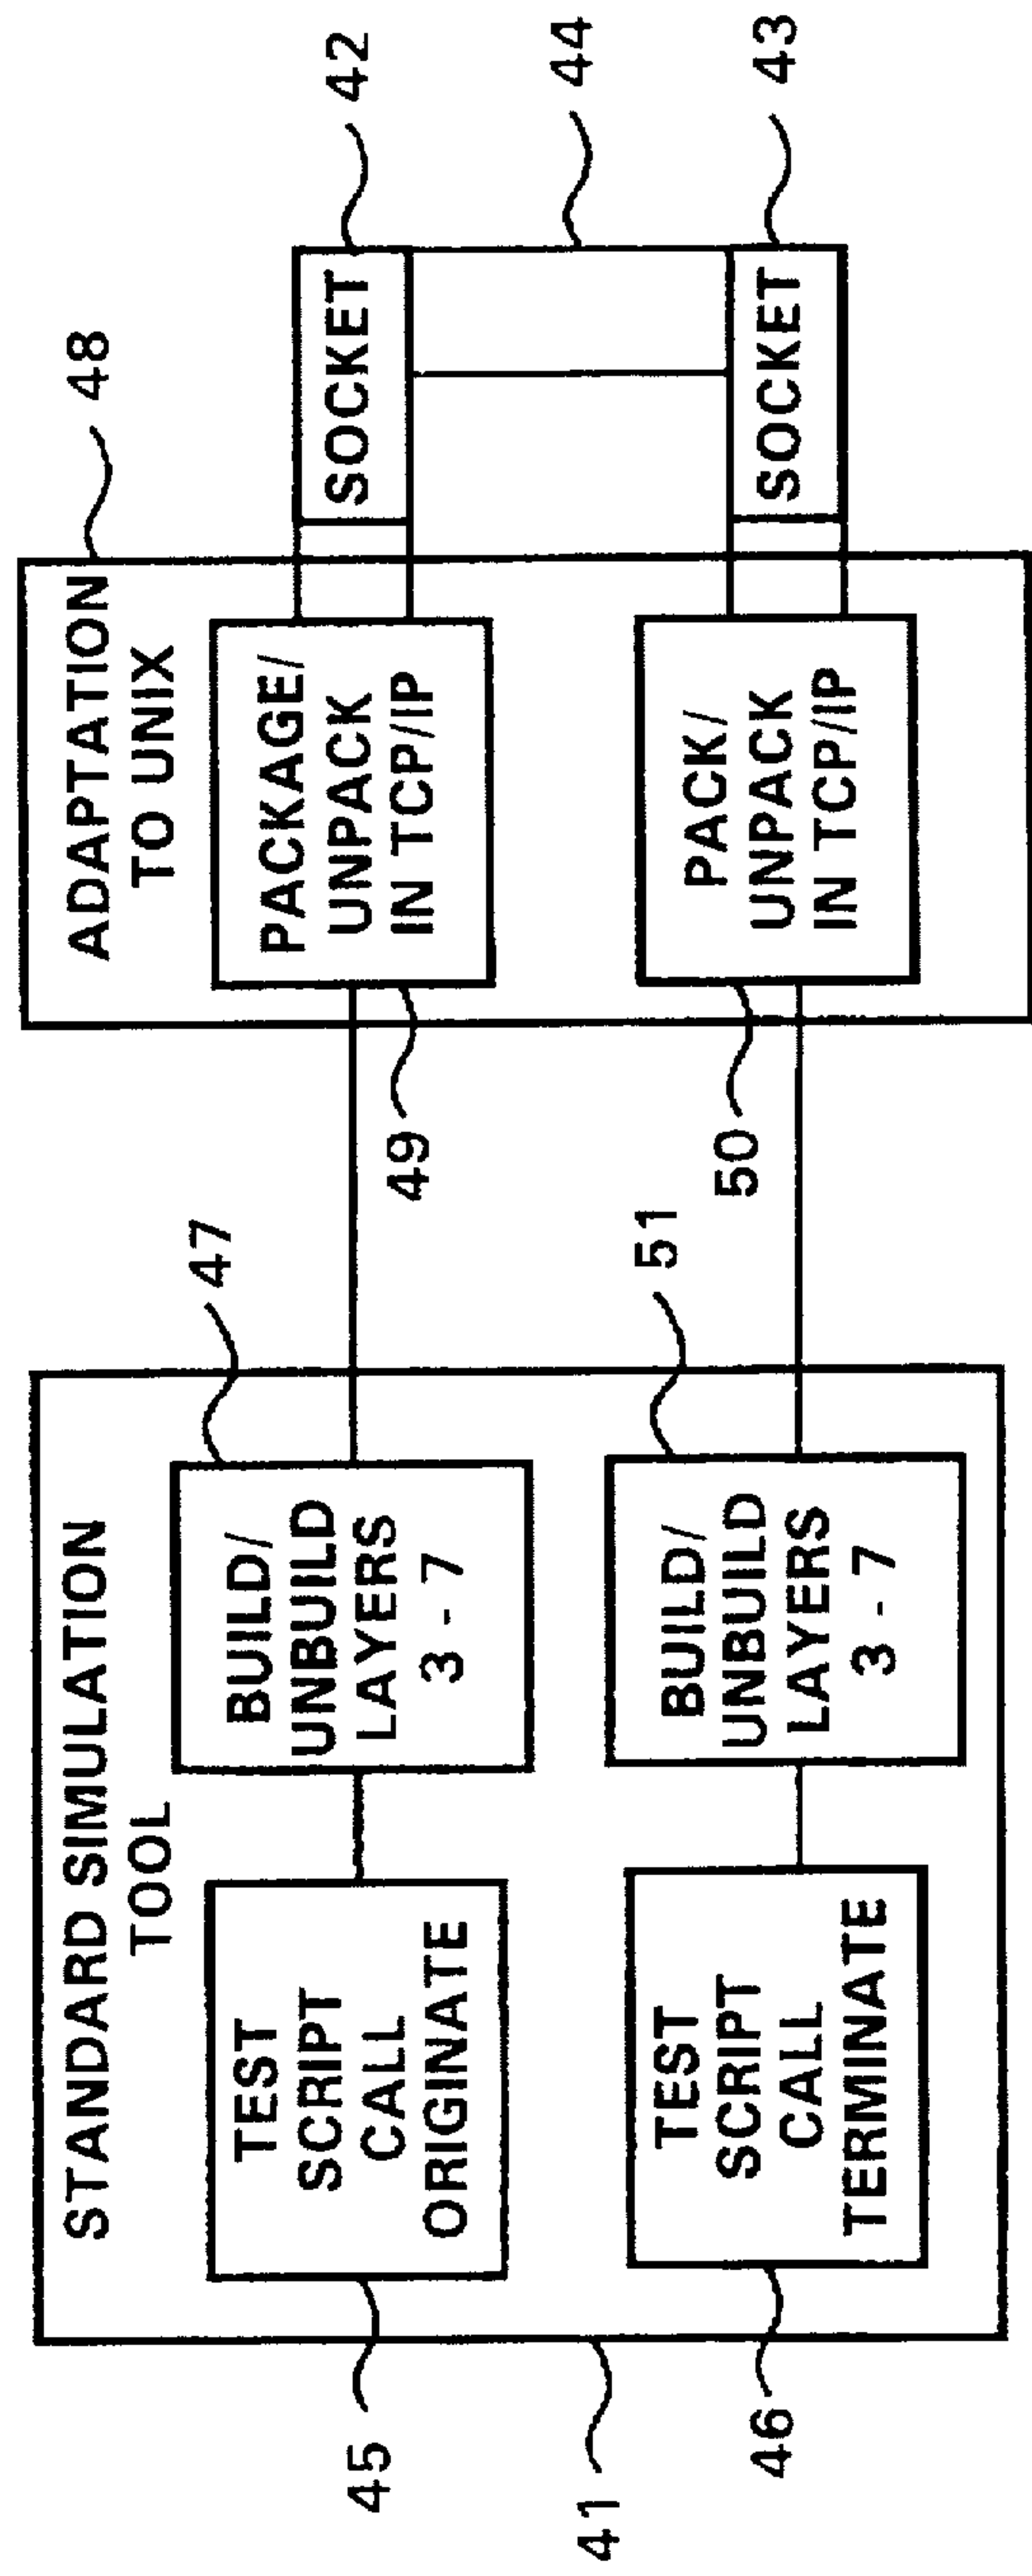 STANDARD SIMULATION
TOOL
TEST
SCRIPT
CALL
ORIGINATE
45
BUILD/
UNBUILD
LAYERS
3 - 7
47
TEST
SCRIPT
CALL
TERMINATE
46
BUILD/
UNBUILD
LAYERS
3 - 7
51
41
ADAPTATION
TO UNIX
48
PACKAGE/
UNPACK
IN TCP/IP
49
PACK/
UNPACK
IN TCP/IP
50
SOCKET
42
44
SOCKET
43